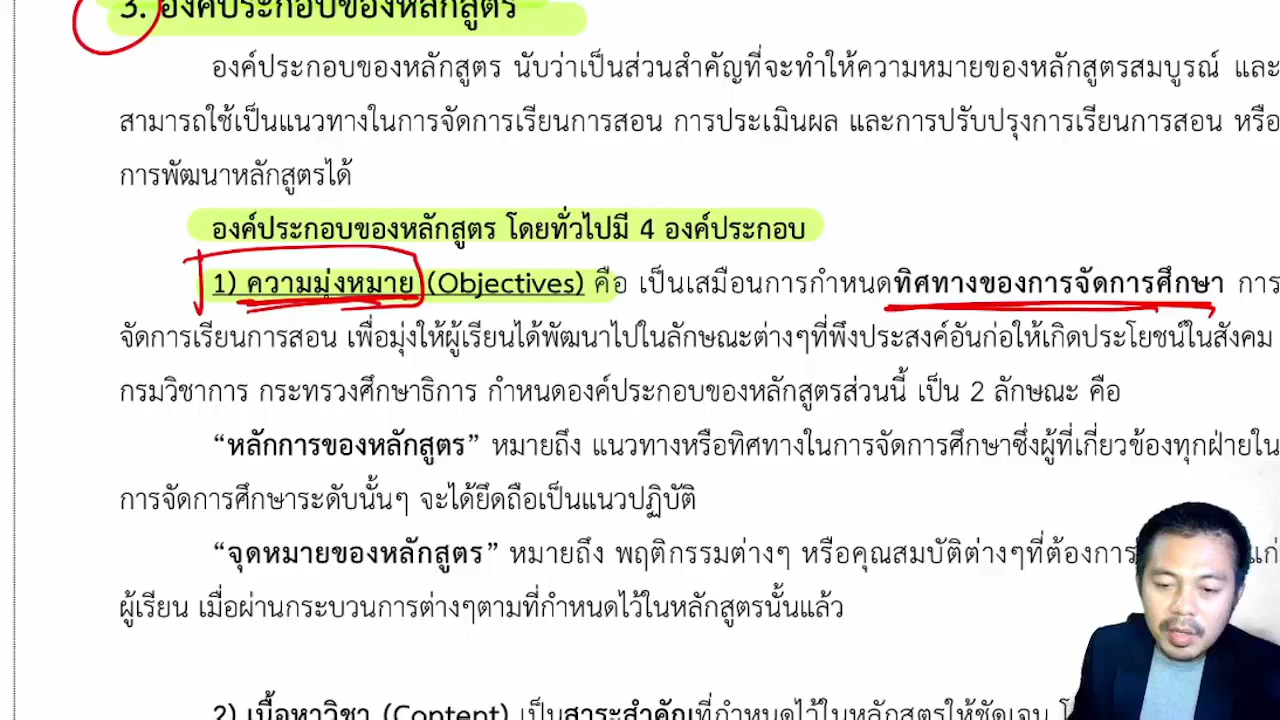 3. องค์ประกอบของหลักสูตร
องค์ประกอบของหลักสูตร นับว่าเป็นส่วนสำคัญที่จะทำให้ความหมายของหลักสูตรสมบูรณ์ และ
สามารถใช้เป็นแนวทางในการจัดการเรียนการสอน การประเมินผล และการปรับปรุงการเรียนการสอน หรือ
การพัฒนาหลักสูตรได้
องค์ประกอบของหลักสูตร โดยทั่วไปมี 4 องค์ประกอบ
1) ความมุ่งหมาย (Objectives) คือ เป็นเสมือนการกำหนดทิศทางของการจัดการศึกษา การ
จัดการเรียนการสอน เพื่อมุ่งให้ผู้เรียนได้พัฒนาไปในลักษณะต่างๆที่พึงประสงค์อันก่อให้เกิดประโยชน์ในสังคม
กรมวิชาการ กระทรวงศึกษาธิการ กำหนดองค์ประกอบของหลักสูตรส่วนนี้ เป็น 2 ลักษณะ คือ
“หลักการของหลักสูตร” หมายถึง แนวทางหรือทิศทางในการจัดการศึกษาซึ่งผู้ที่เกี่ยวข้องทุกฝ่ายใน
การจัดการศึกษาระดับนั้นๆ จะได้ยึดถือเป็นแนวปฏิบัติ
“จุดหมายของหลักสูตร” หมายถึง พฤติกรรมต่างๆ หรือคุณสมบัติต่างๆที่ต้องการ แก่
ผู้เรียน เมื่อผ่านกระบวนการต่างๆตามที่กำหนดไว้ในหลักสูตรนั้นแล้ว
2) เนื้อหาวิชา (Content) เป็นสาระสำคัญที่กำหนดไว้ในหลักสูตรให้ชัดเจน